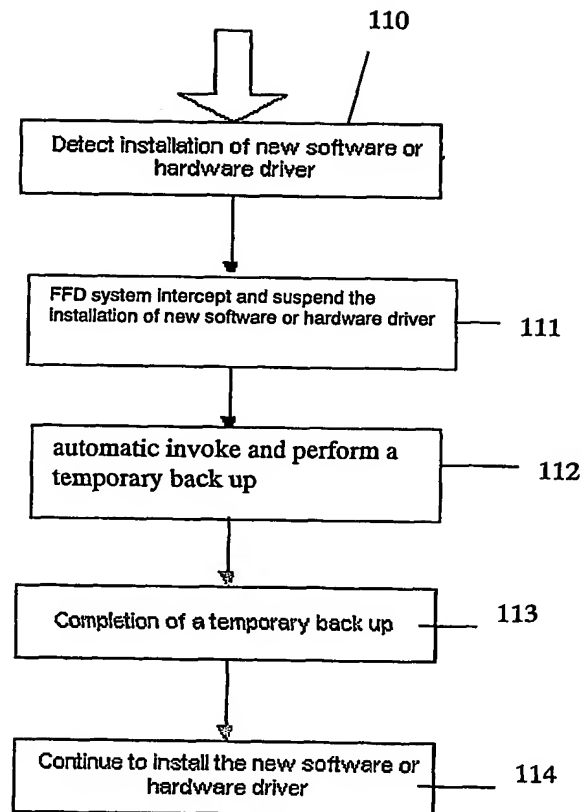 110
Detect installation of new software or
hardware driver
FFD system intercept and suspend the
installation of new software or hardware driver
111
automatic invoke and perform a
temporary back up
112
Completion of a temporary back up
113
Continue to install the new software or
hardware driver
114